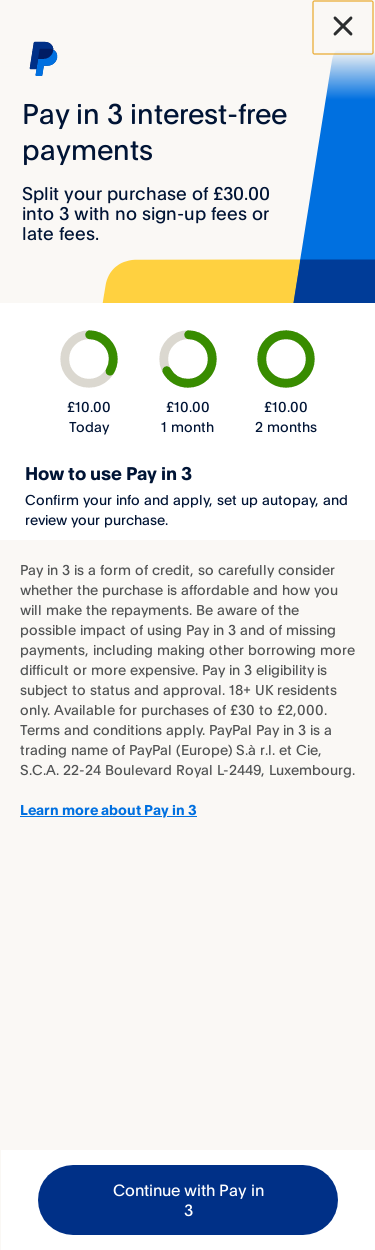 Pay in 3 interest-free
payments
Split your purchase of £30.00
into 3 with no sign-up fees or
late fees.
£10.00 £10.00 £10.00
Today 1 month 2 months
How to use Pay in 3
Confirm your info and apply, set up autopay, and
review your purchase.
Pay in 3 is a form of credit, so carefully consider
whether the purchase is affordable and how you
will make the repayments. Be aware of the
possible impact of using Pay in 3 and of missing
payments, including making other borrowing more
difficult or more expensive. Pay in 3 eligibility is
subject to status and approval. 18+ UK residents
only. Available for purchases of £30 to £2,000.
Terms and conditions apply. PayPal Pay in 3 is a
trading name of PayPal (Europe) S.à r.l. et Cie,
S.C.A. 22-24 Boulevard Royal L-2449, Luxembourg.
Learn more about Pay in 3
Continue with Pay in
3